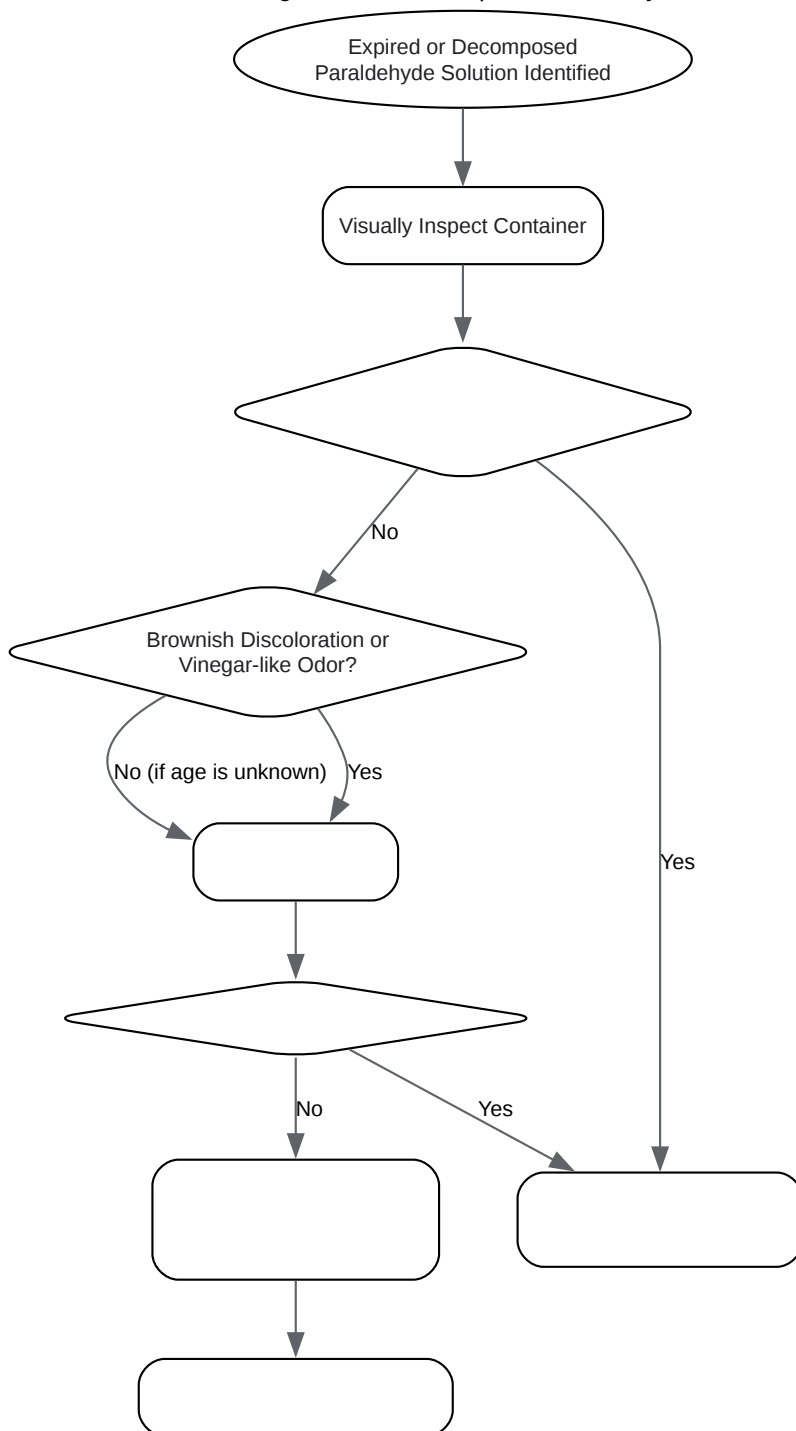 Expired or Decomposed
Paraldehyde Solution Identified
Visually Inspect Container
No
Brownish Discoloration or
Vinegar-like Odor?
No (if age is unknown)
Yes
Yes
No
Yes